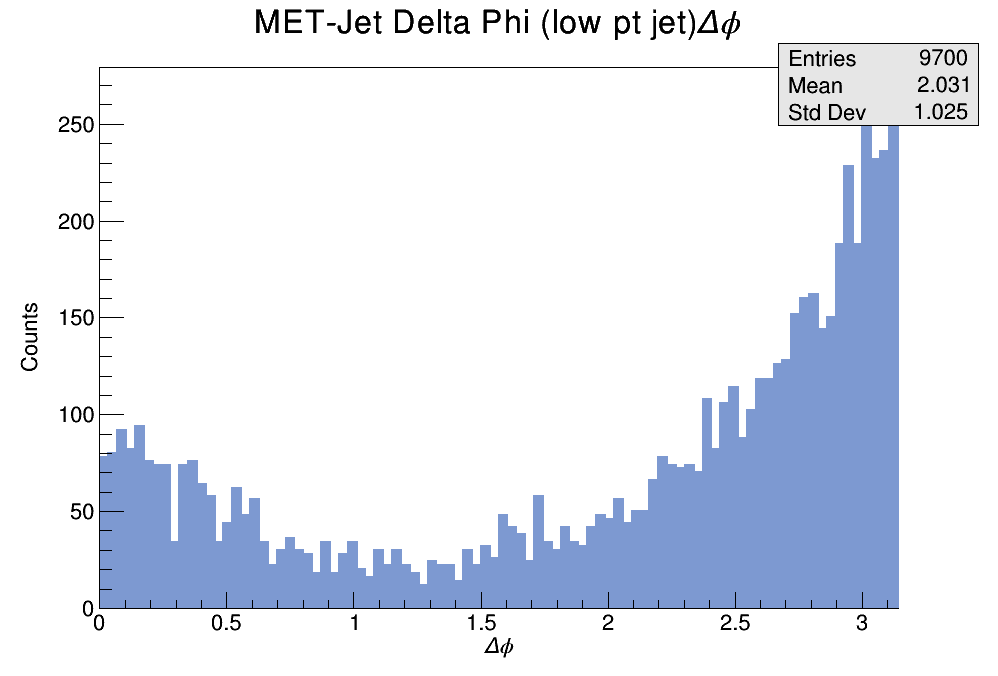 MET-Jet Delta Phi (low pt jet)Δϕ
Entries 9700
Mean 2.031
Std Dev 1.025
250
200
150
100
50
0
Counts
0 0.5 1 1.5 2 2.5 3
Δϕ